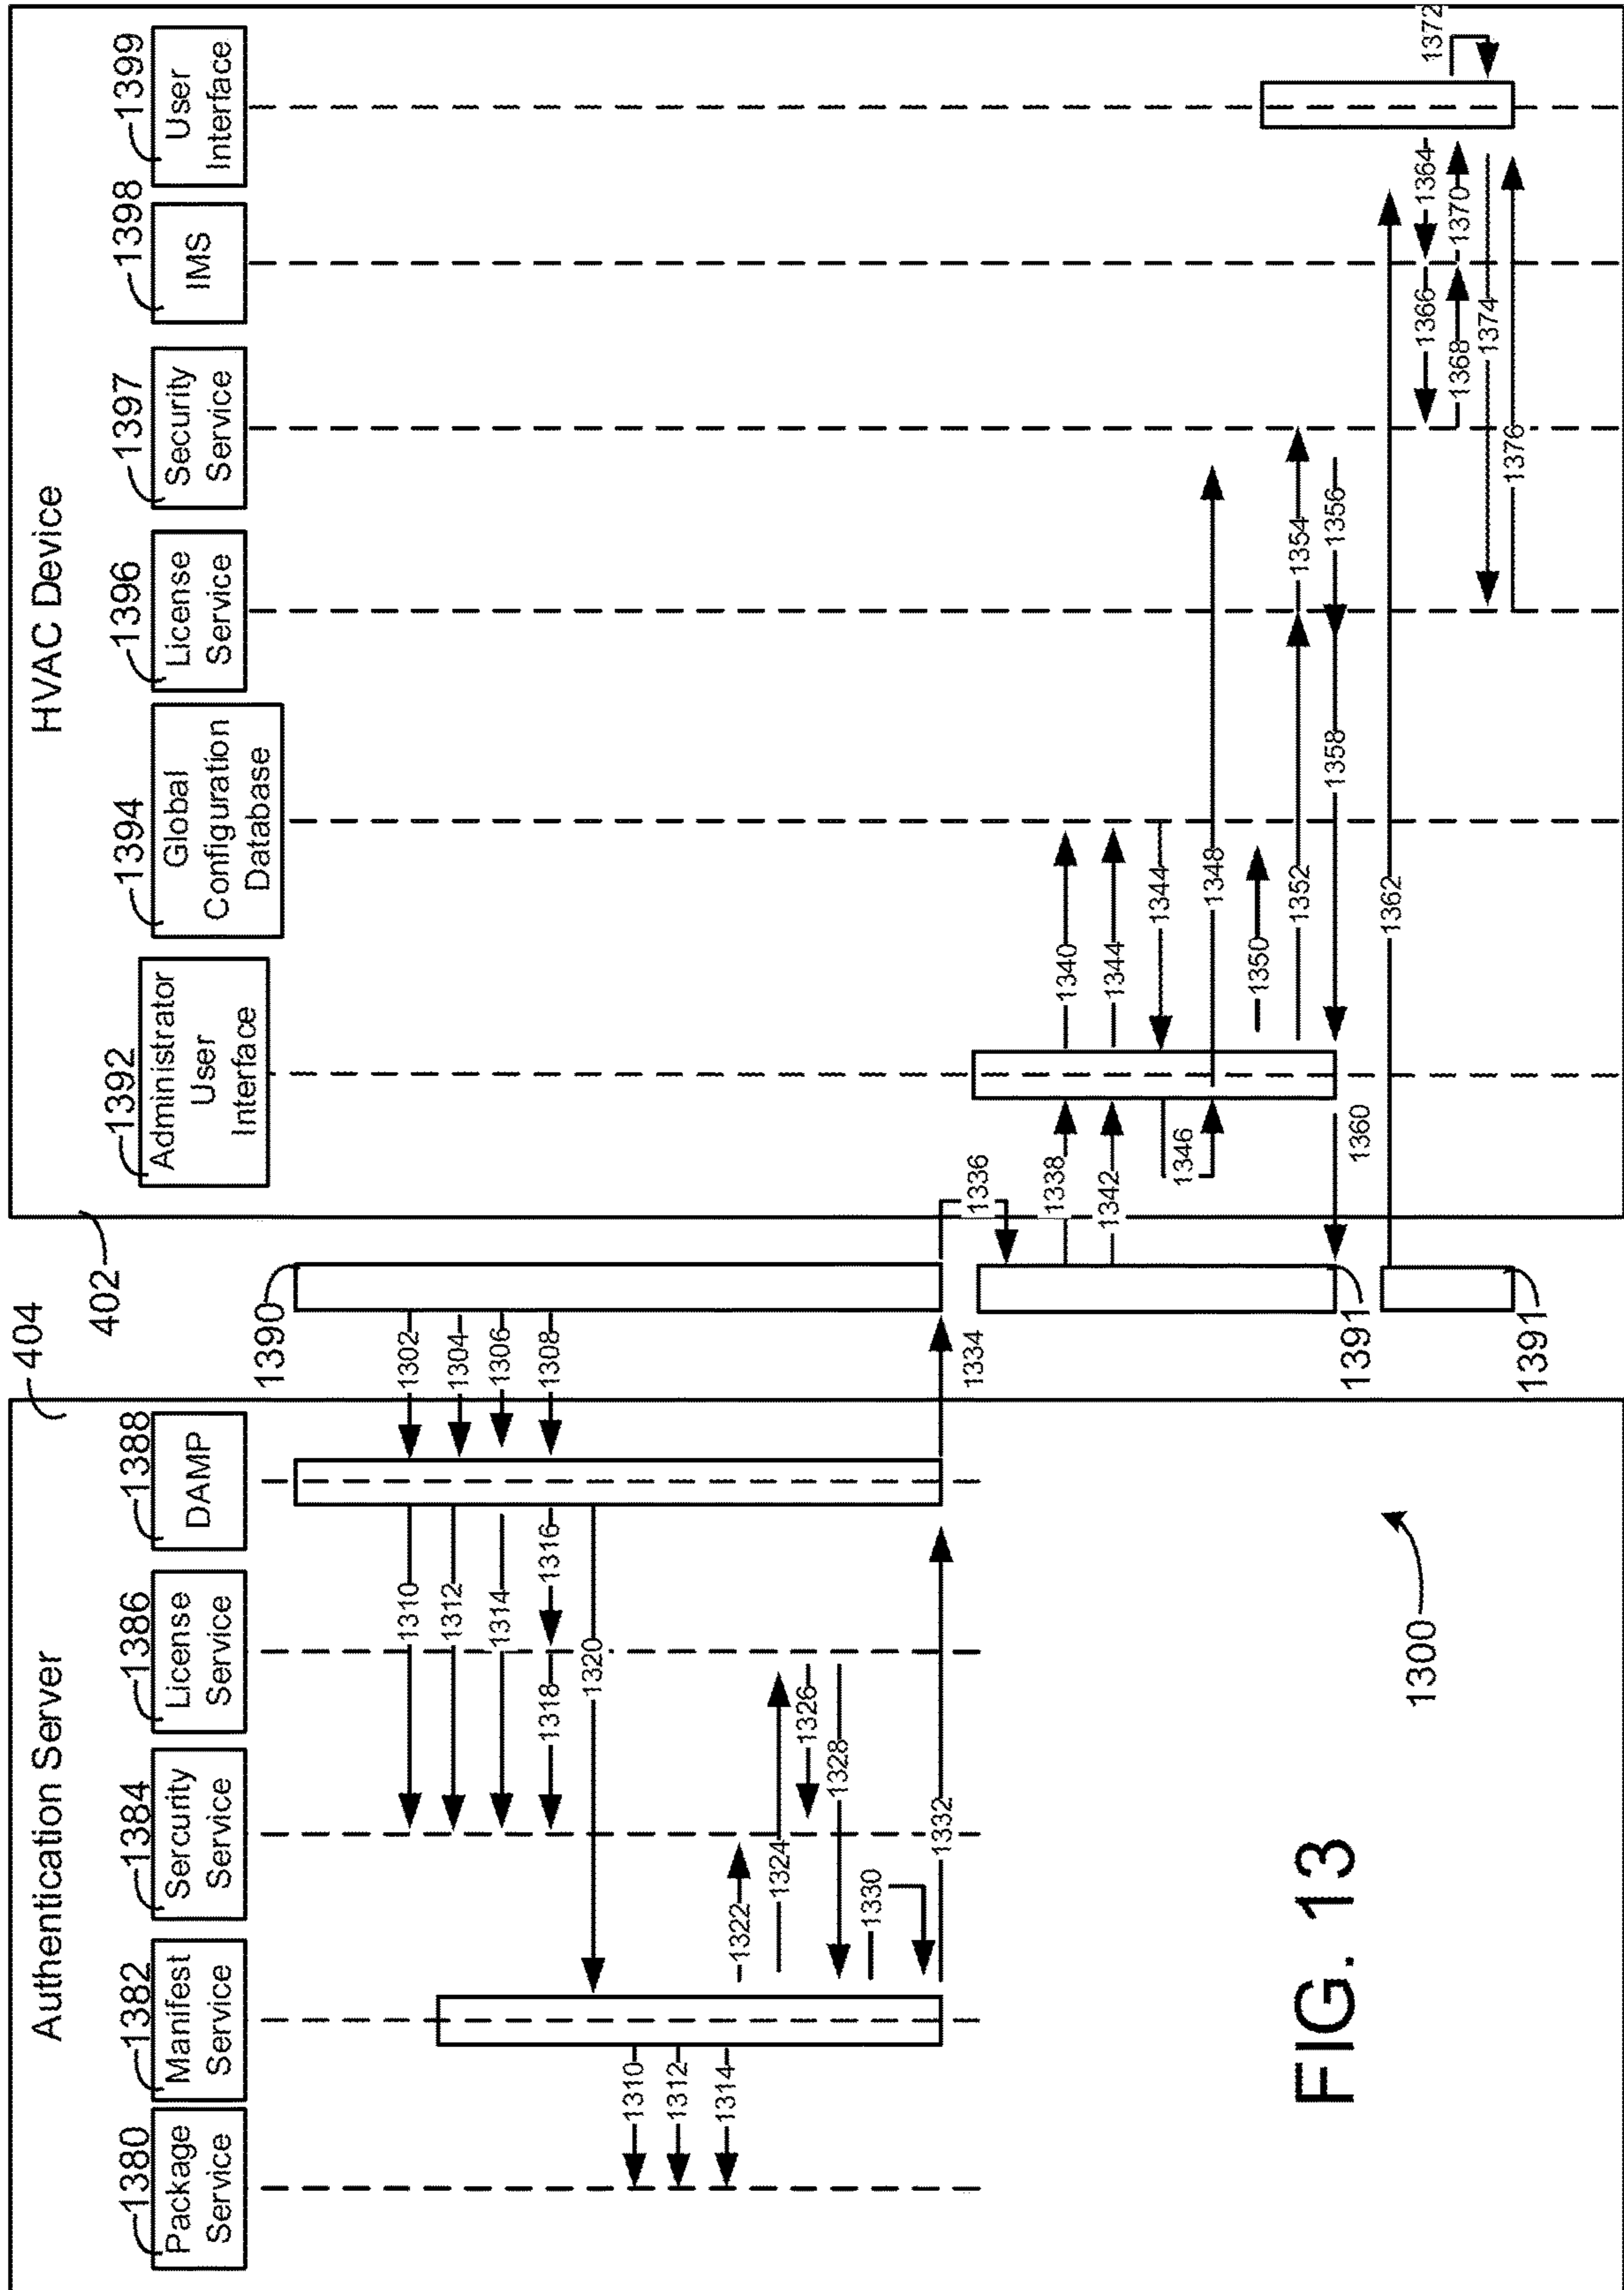 Authentication Server
404
402
HVAC Device
1380
Package
Service
1382
Manifest
Service
1384
Sercurity
Service
1386
License
Service
1388
DAMP
1390
1392
Administrator
User
Interface
1394
Global
Configuration
Database
1396
License
Service
1397
Security
Service
1398
IMS
1399
User
Interface
1302
1304
1306
1308
1310
1312
1314
1316
1318
1320
1310
1312
1314
1322
1324
1326
1328
1330
1332
1334
1336
1338
1340
1342
1344
1344
1346
1348
1350
1352
1354
1356
1358
1360
1391
1362
1364
1366
1368
1370
1372
1374
1376
1391
1300
FIG. 13